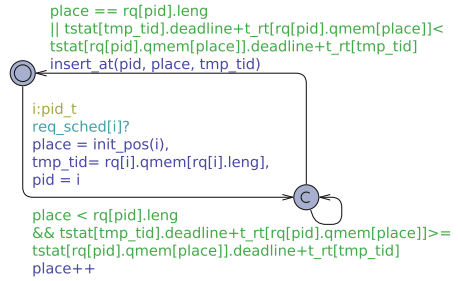 place == rq[pid].leng
|| tstat[tmp_tid].deadline+t_rt[rq[pid].qmem[place]]<
tstat[rq[pid].qmem[place]].deadline+t_rt[tmp_tid]
insert_at(pid, place, tmp_tid)
i:pid_t
req_sched[i]?
place = init_pos(i),
tmp_tid= rq[i].qmem[rq[i].leng],
pid = i
C
place < rq[pid].leng
&& tstat[tmp_tid].deadline+t_rt[rq[pid].qmem[place]]>=
tstat[rq[pid].qmem[place]].deadline+t_rt[tmp_tid]
place++